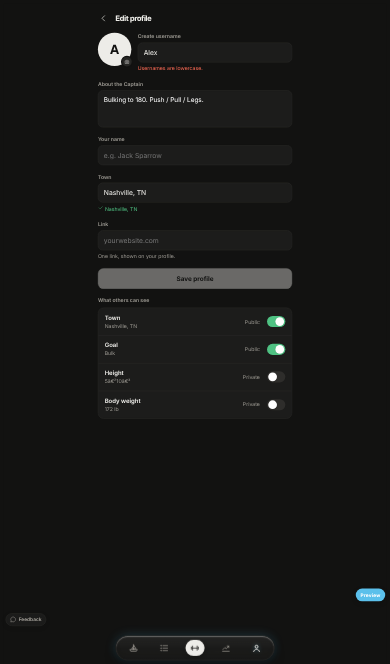 Edit profile
A
Create username
Alex
Usernames are lowercase.
About the Captain
Bulking to 180. Push / Pull / Legs.
Your name
e.g. Jack Sparrow
Town
Nashville, TN
Nashville, TN
Link
yourwebsite.com
One link, shown on your profile.
Save profile
What others can see
Town
Public
Nashville, TN
Goal
Public
Bulk
Height
Private
Body weight
Private
172 lb
Preview
Feedback